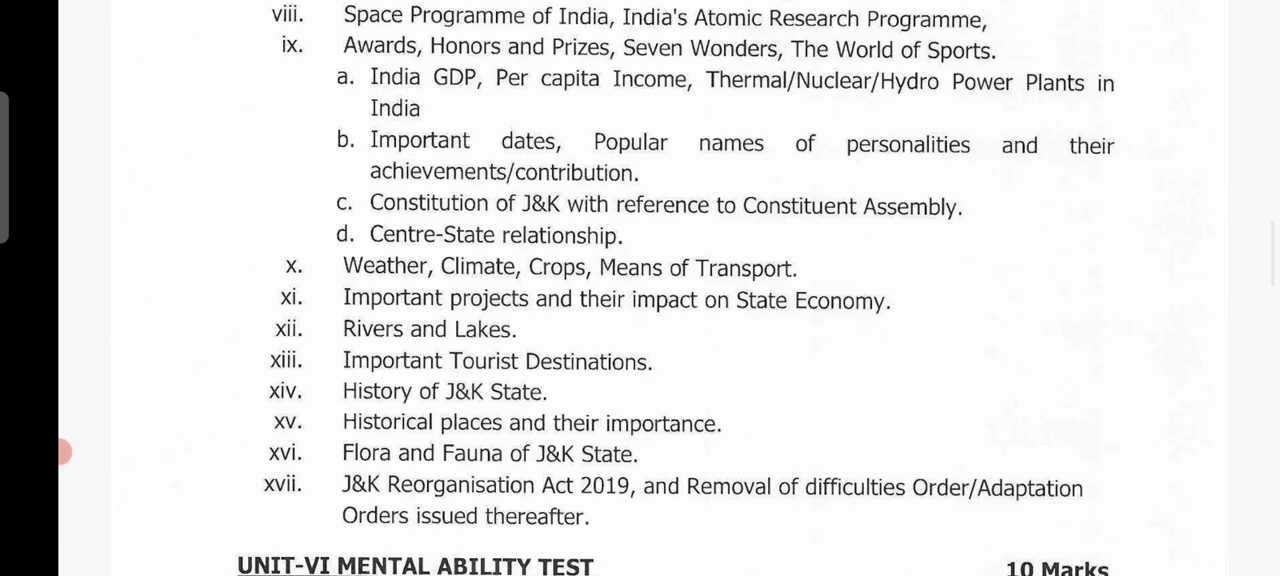 viii. Space Programme of India, India's Atomic Research Programme,
ix. Awards, Honors and Prizes, Seven Wonders, The World of Sports.
a. India GDP, Per capita Income, Thermal/Nuclear/Hydro Power Plants in
India
b. Important dates, Popular names of personalities and their
achievements/contribution.
c. Constitution of J&K with reference to Constituent Assembly.
d. Centre-State relationship.
x. Weather, Climate, Crops, Means of Transport.
xi. Important projects and their impact on State Economy.
xii. Rivers and Lakes.
xiii. Important Tourist Destinations.
xiv. History of J&K State.
xv. Historical places and their importance.
xvi. Flora and Fauna of J&K State.
xvii. J&K Reorganisation Act 2019, and Removal of difficulties Order/Adaptation
Orders issued thereafter.
UNIT-VI MENTAL ABILITY TEST 10 Marks